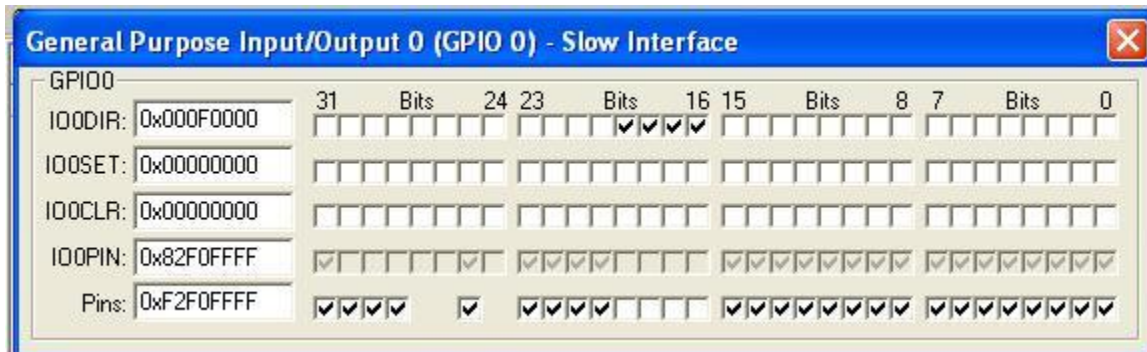 General Purpose Input/Output 0 (GPIO 0) - Slow Interface
GPIO0
31 Bits 24 23 Bits 16 15 Bits 8 7 Bits 0
IO0DIR: 0x000F0000
IO0SET: 0x00000000
IO0CLR: 0x00000000
IO0PIN: 0x82F0FFFF
Pins: 0xF2F0FFFF